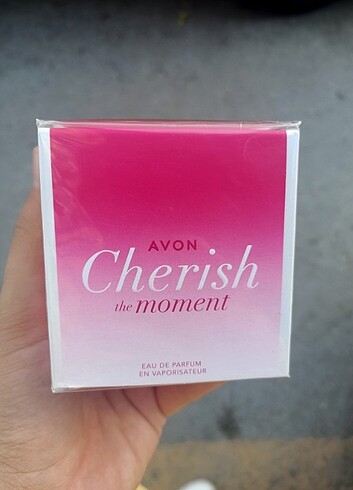 AVON
Cherish
the moment
EAU DE PARFUM
EN VAPORISATEUR